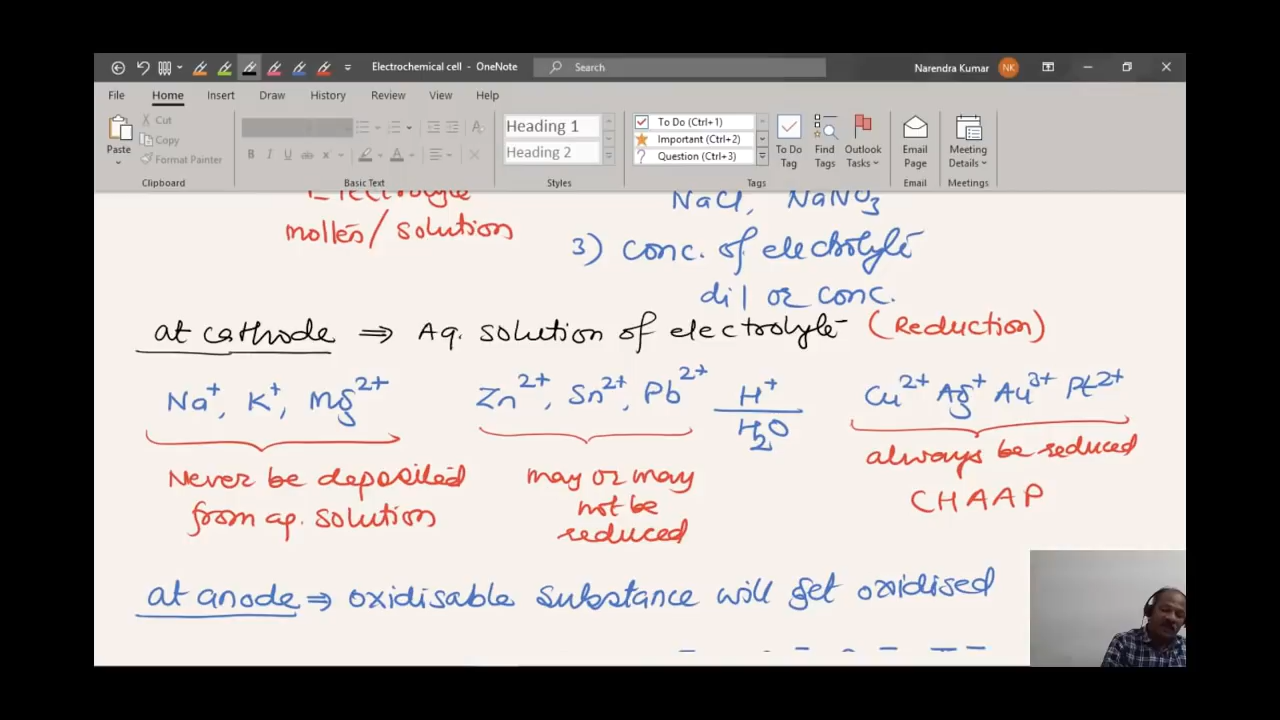 Electrochemical cell - OneNote
Search
Narendra Kumar NK
File Home Insert Draw History Review View Help
Paste
Cut
Copy
Format Painter
Clipboard
B I U ab x A
Basic Text
Heading 1
Heading 2
Styles
To Do (Ctrl+1)
Important (Ctrl+2)
Question (Ctrl+3)
To Do Tag
Find Tags
Outlook Tasks
Tags
Email Page
Email
Meeting Details
Meetings
Electrolyte
molten/ solution
NaCl, NaNO3
3) conc. of electrolyte
dil or conc.
at cathode ⇒ Aq. solution of electrolyte (Reduction)
Na+, K+, Mg2+ Zn2+, Sn2+, Pb2+ H+ Cu2+ Ag+ Au3+ Pt2+
H2O
Never be deposited
from aq. solution
may or may
not be
reduced
always be reduced
CHAAP
at anode ⇒ oxidisable substance will get oxidised